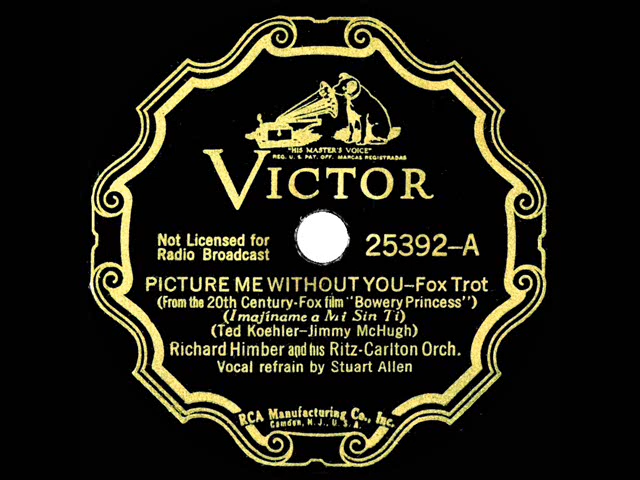 "HIS MASTER'S VOICE"
REG. U. S. PAT. OFF. MARCAS REGISTRADAS
VICTOR
Not Licensed for
Radio Broadcast
25392-A
PICTURE ME WITHOUT YOU-Fox Trot
(From the 20th Century-Fox film "Bowery Princess")
(Imajíname a Mi Sin Ti)
(Ted Koehler-Jimmy McHugh)
Richard Himber and his Ritz-Carlton Orch.
Vocal refrain by Stuart Allen
RCA Manufacturing Co., Inc.
Camden, N. J., U. S. A.